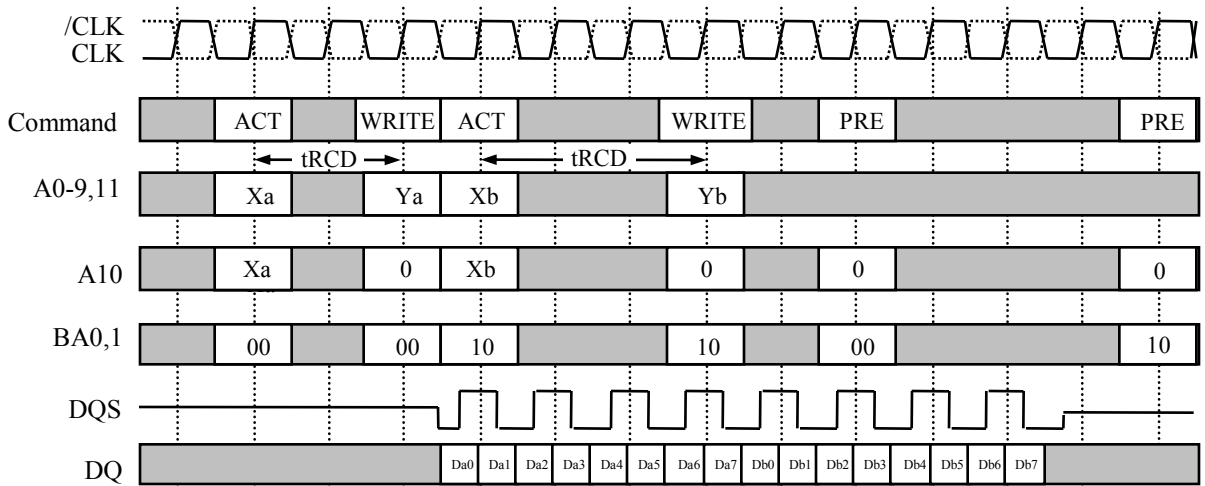 /CLK
CLK
Command ACT WRITE ACT WRITE PRE PRE
tRCD tRCD
A0-9,11 Xa Ya Xb Yb
A10 Xa 0 Xb 0 0 0
BA0,1 00 00 10 10 00 10
DQS
DQ Da0 Da1 Da2 Da3 Da4 Da5 Da6 Da7 Db0 Db1 Db2 Db3 Db4 Db5 Db6 Db7